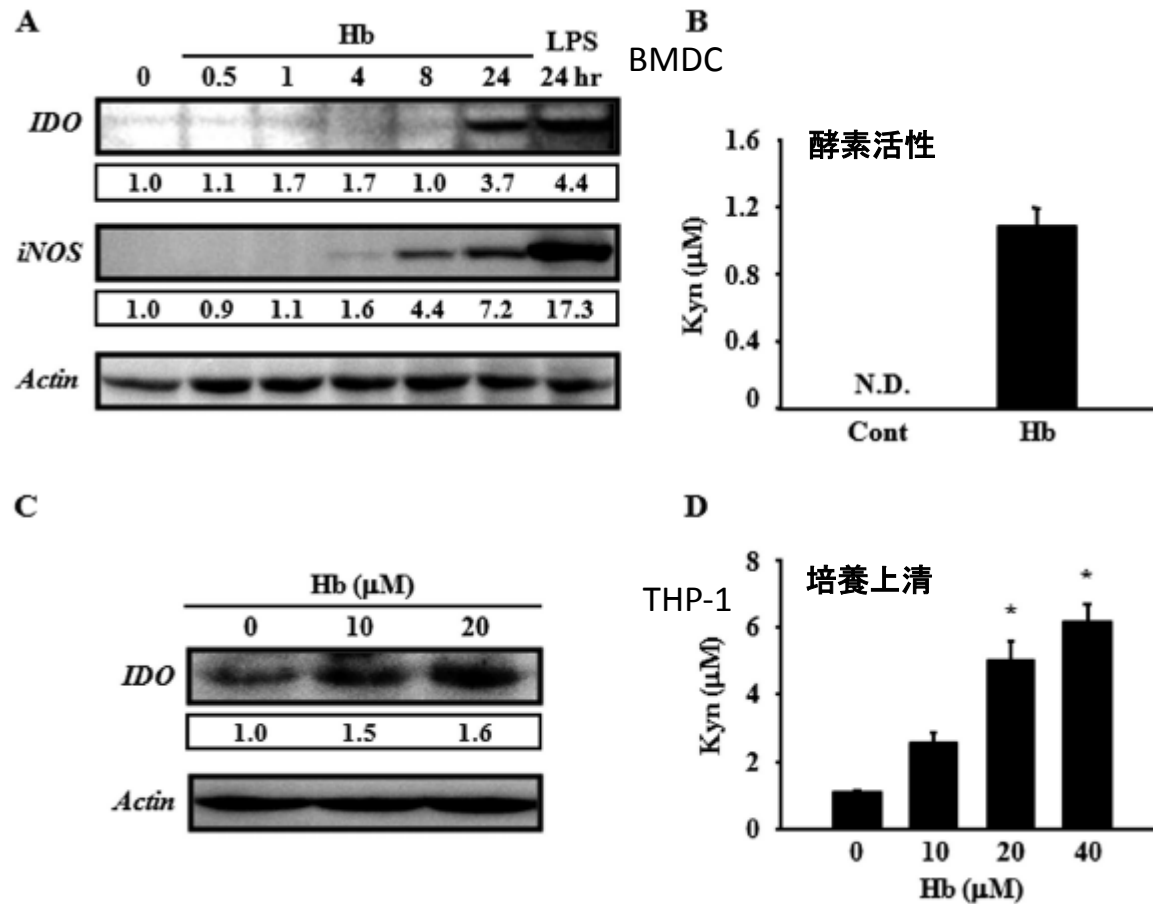 A
Hb
LPS
0 0.5 1 4 8 24 24 hr
IDO
1.0 1.1 1.7 1.7 1.0 3.7 4.4
iNOS
1.0 0.9 1.1 1.6 4.4 7.2 17.3
Actin
BMDC
B
酵素活性
Kyn (μM)
1.6
1.2
0.8
0.4
0
N.D.
Cont Hb
C
Hb (μM)
0 10 20
IDO
1.0 1.5 1.6
Actin
THP-1
D
培養上清
Kyn (μM)
8
6
4
2
0
* *
0 10 20 40
Hb (μM)